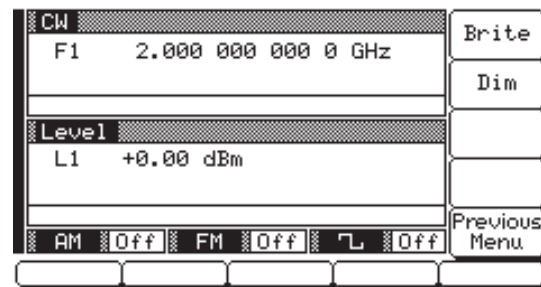 CW
F1 2.000 000 000 0 GHz
Level
L1 +0.00 dBm
AM Off FM Off Off
Brite
Dim
Previous
Menu